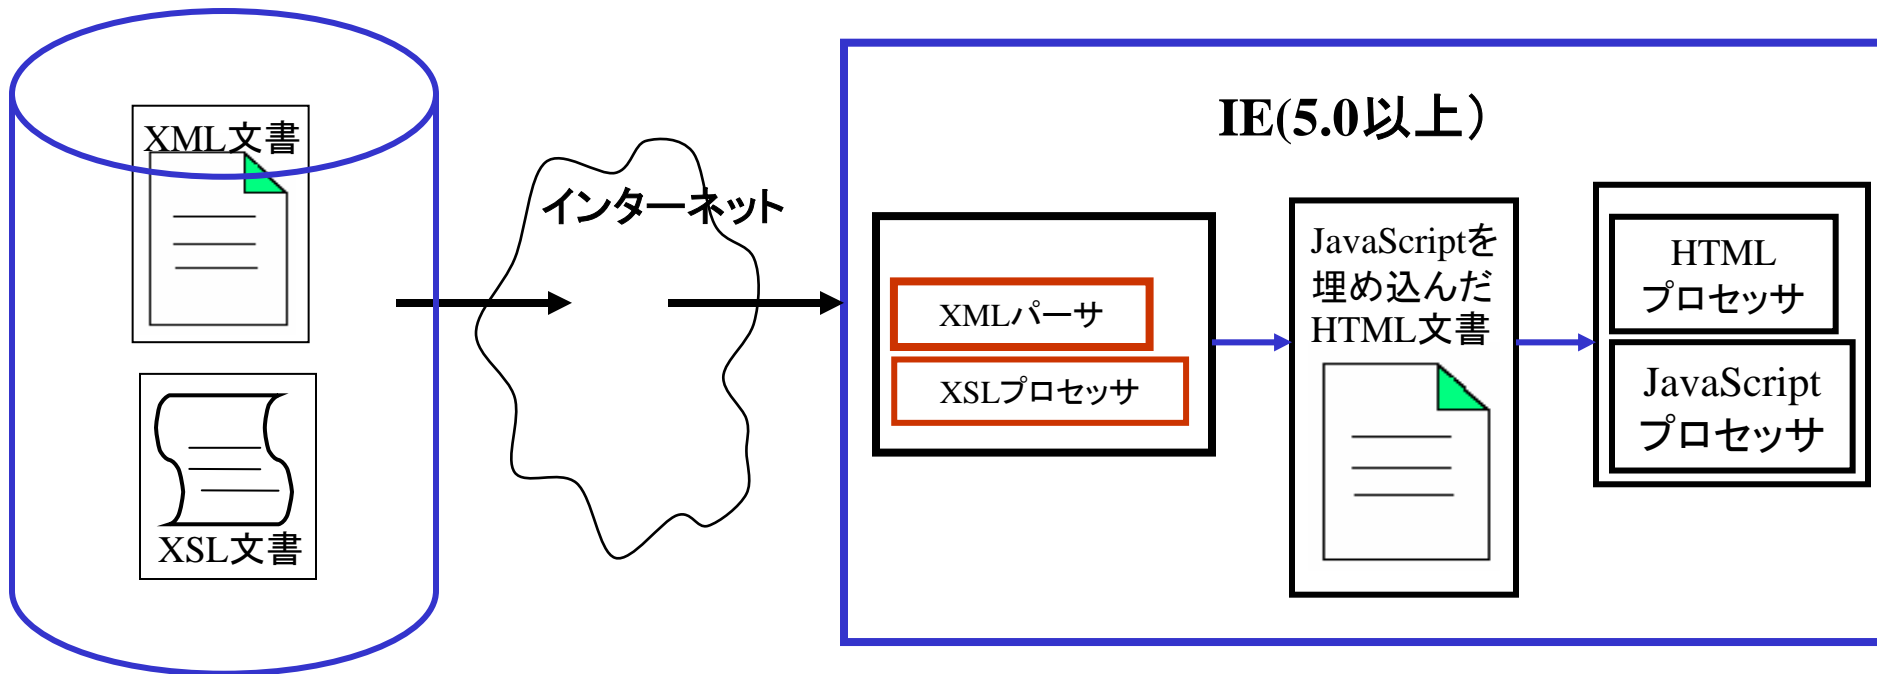 XML文書
XSL文書
インターネット
IE(5.0以上）
XMLパーサ
XSLプロセッサ
JavaScriptを
埋め込んだ
HTML文書
HTML
プロセッサ
JavaScript
プロセッサ